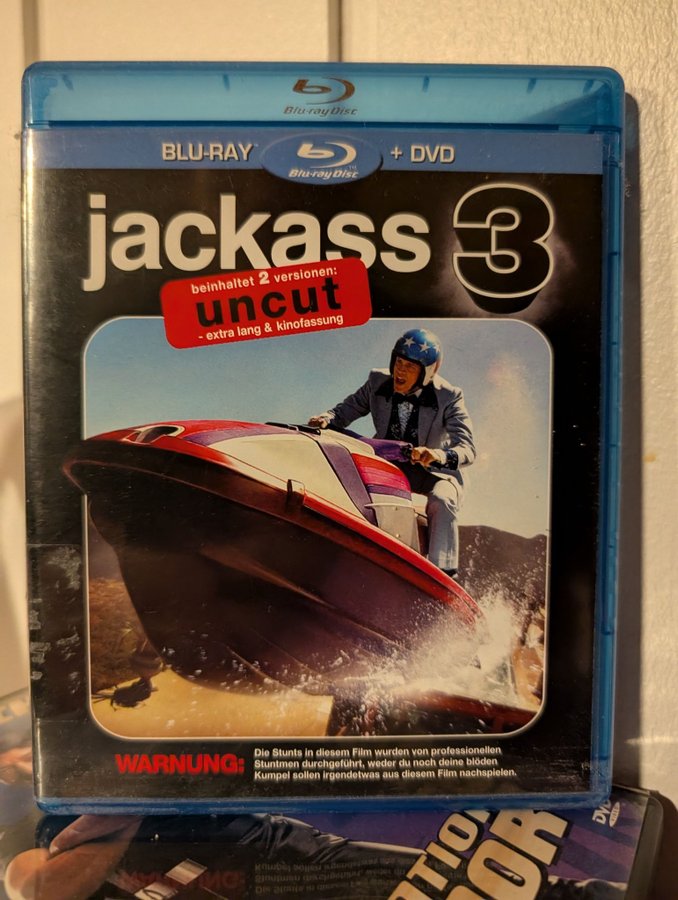 Blu-ray Disc
BLU-RAY Blu-ray Disc + DVD
jackass 3
beinhaltet 2 versionen:
uncut
- extra lang & kinofassung
WARNUNG:
Die Stunts in diesem Film wurden von professionellen
Stuntmen durchgeführt, weder du noch deine blöden
Kumpel sollen irgendetwas aus diesem Film nachspielen.
DVD